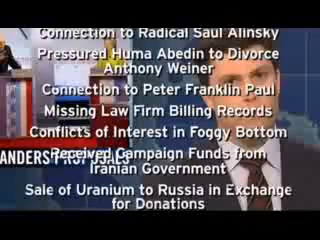 Connection to Radical Saul Alinsky
Pressured Huma Abedin to Divorce
Anthony Weiner
Connection to Peter Franklin Paul
Missing Law Firm Billing Records
Conflicts of Interest in Foggy Bottom
Received Campaign Funds from
Iranian Government
Sale of Uranium to Russia in Exchange
for Donations